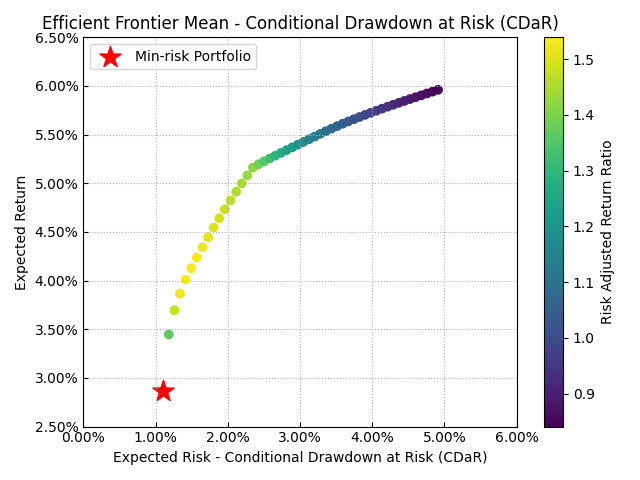 Efficient Frontier Mean - Conditional Drawdown at Risk (CDaR)
Min-risk Portfolio
6.50%
6.00%
5.50%
5.00%
4.50%
4.00%
3.50%
3.00%
2.50%
Expected Return
0.00% 1.00% 2.00% 3.00% 4.00% 5.00% 6.00%
Expected Risk - Conditional Drawdown at Risk (CDaR)
1.5
1.4
1.3
1.2
1.1
1.0
0.9
Risk Adjusted Return Ratio